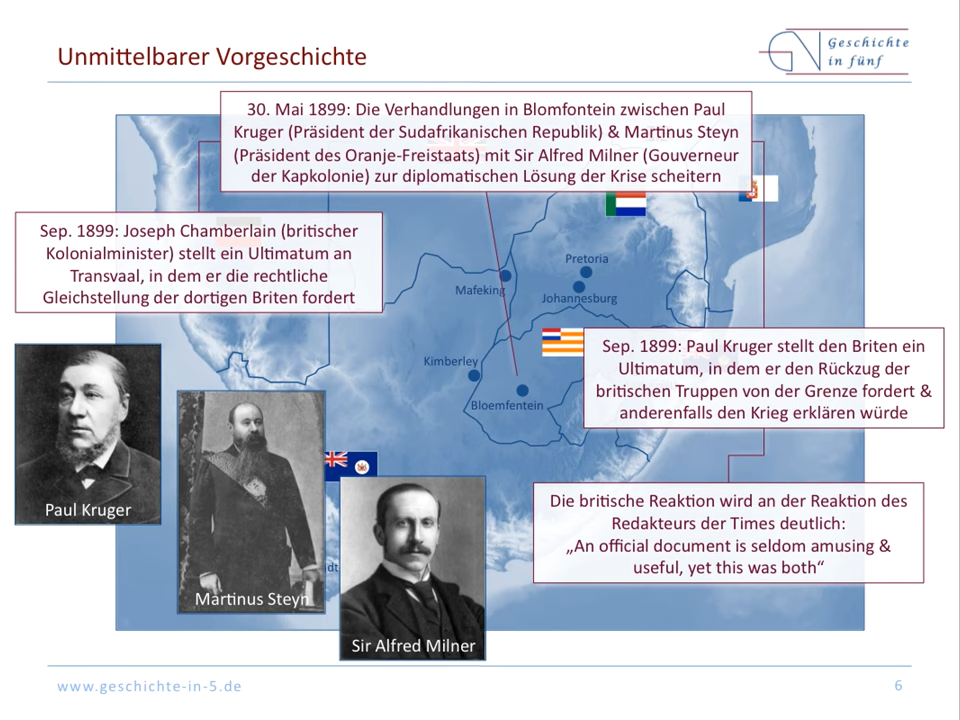 Unmittelbarer Vorgeschichte
Geschichte
in fünf
30. Mai 1899: Die Verhandlungen in Blomfontein zwischen Paul
Kruger (Präsident der Sudafrikanischen Republik) & Martinus Steyn
(Präsident des Oranje-Freistaats) mit Sir Alfred Milner (Gouverneur
der Kapkolonie) zur diplomatischen Lösung der Krise scheitern
Sep. 1899: Joseph Chamberlain (britischer
Kolonialminister) stellt ein Ultimatum an
Transvaal, in dem er die rechtliche
Gleichstellung der dortigen Briten fordert
Pretoria
Mafeking
Johannesburg
Sep. 1899: Paul Kruger stellt den Briten ein
Ultimatum, in dem er den Rückzug der
britischen Truppen von der Grenze fordert &
anderenfalls den Krieg erklären würde
Kimberley
Bloemfentein
Die britische Reaktion wird an der Reaktion des
Redakteurs der Times deutlich:
„An official document is seldom amusing &
useful, yet this was both“
Paul Kruger
Martinus Steyn
Sir Alfred Milner
www.geschichte-in-5.de
6